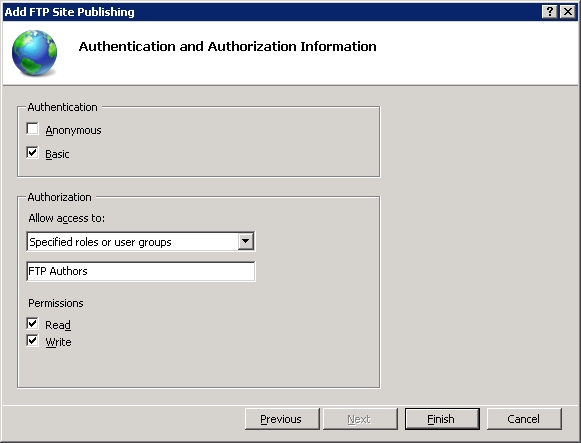 Add FTP Site Publishing
Authentication and Authorization Information
Authentication
Anonymous
Basic
Authorization
Allow access to:
Specified roles or user groups
FTP Authors
Permissions
Read
Write
Previous Next Finish Cancel